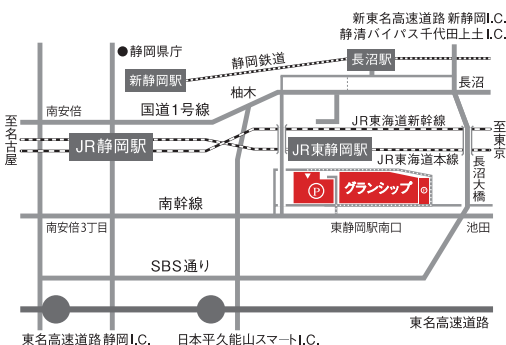 新東名高速道路 新静岡I.C.
静清バイパス千代田上土I.C.
●静岡県庁
静岡鉄道
長沼駅
新静岡駅
柚木
長沼
南安倍
国道1号線
至名古屋
JR東海道新幹線
至東京
JR静岡駅
JR東静岡駅
JR東海道本線
長沼大橋
P
グランシップ
P
南幹線
南安倍3丁目
東静岡駅南口
池田
SBS通り
東名高速道路
東名高速道路 静岡I.C.
日本平久能山スマートI.C.